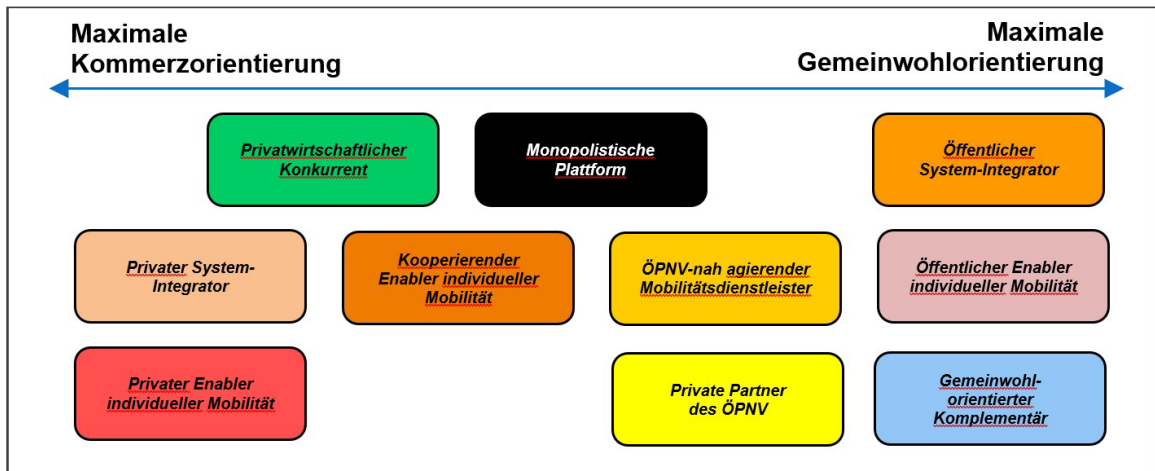 Maximale
Kommerzorientierung
Maximale
Gemeinwohlorientierung
Privatwirtschaftlicher
Konkurrent
Monopolistische
Plattform
Öffentlicher
System-Integrator
Privater System-
Integrator
Kooperierender
Enabler individueller
Mobilität
ÖPNV-nah agierender
Mobilitätsdienstleister
Öffentlicher Enabler
individueller Mobilität
Privater Enabler
individueller Mobilität
Private Partner
des ÖPNV
Gemeinwohl-
orientierter
Komplementär